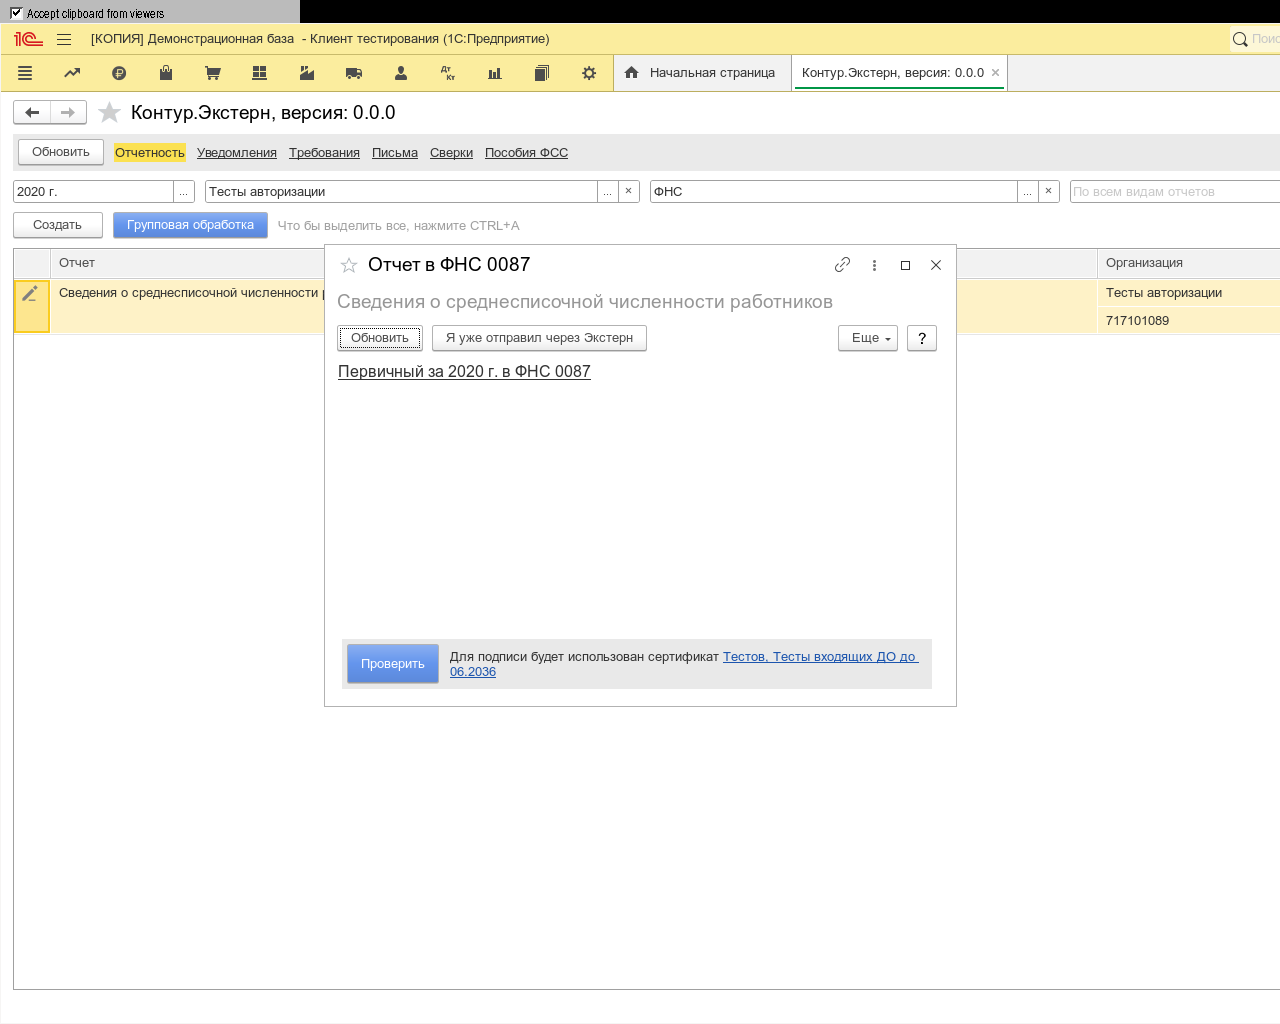 Accept clipboard from viewers
[КОПИЯ] Демонстрационная база - Клиент тестирования (1С:Предприятие)
Начальная страница
Контур.Экстерн, версия: 0.0.0
Контур.Экстерн, версия: 0.0.0
Обновить Отчетность Уведомления Требования Письма Сверки Пособия ФСС
2020 г. ... Тесты авторизации ... × ФНС ... × По всем видам отчетов
Создать Групповая обработка Что бы выделить все, нажмите CTRL+A
Отчет Организация
Сведения о среднесписочной численности Тесты авторизации
717101089
Отчет в ФНС 0087
Сведения о среднесписочной численности работников
Обновить Я уже отправил через Экстерн Еще ?
Первичный за 2020 г. в ФНС 0087
Проверить Для подписи будет использован сертификат Тестов, Тесты входящих ДО до
06.2036